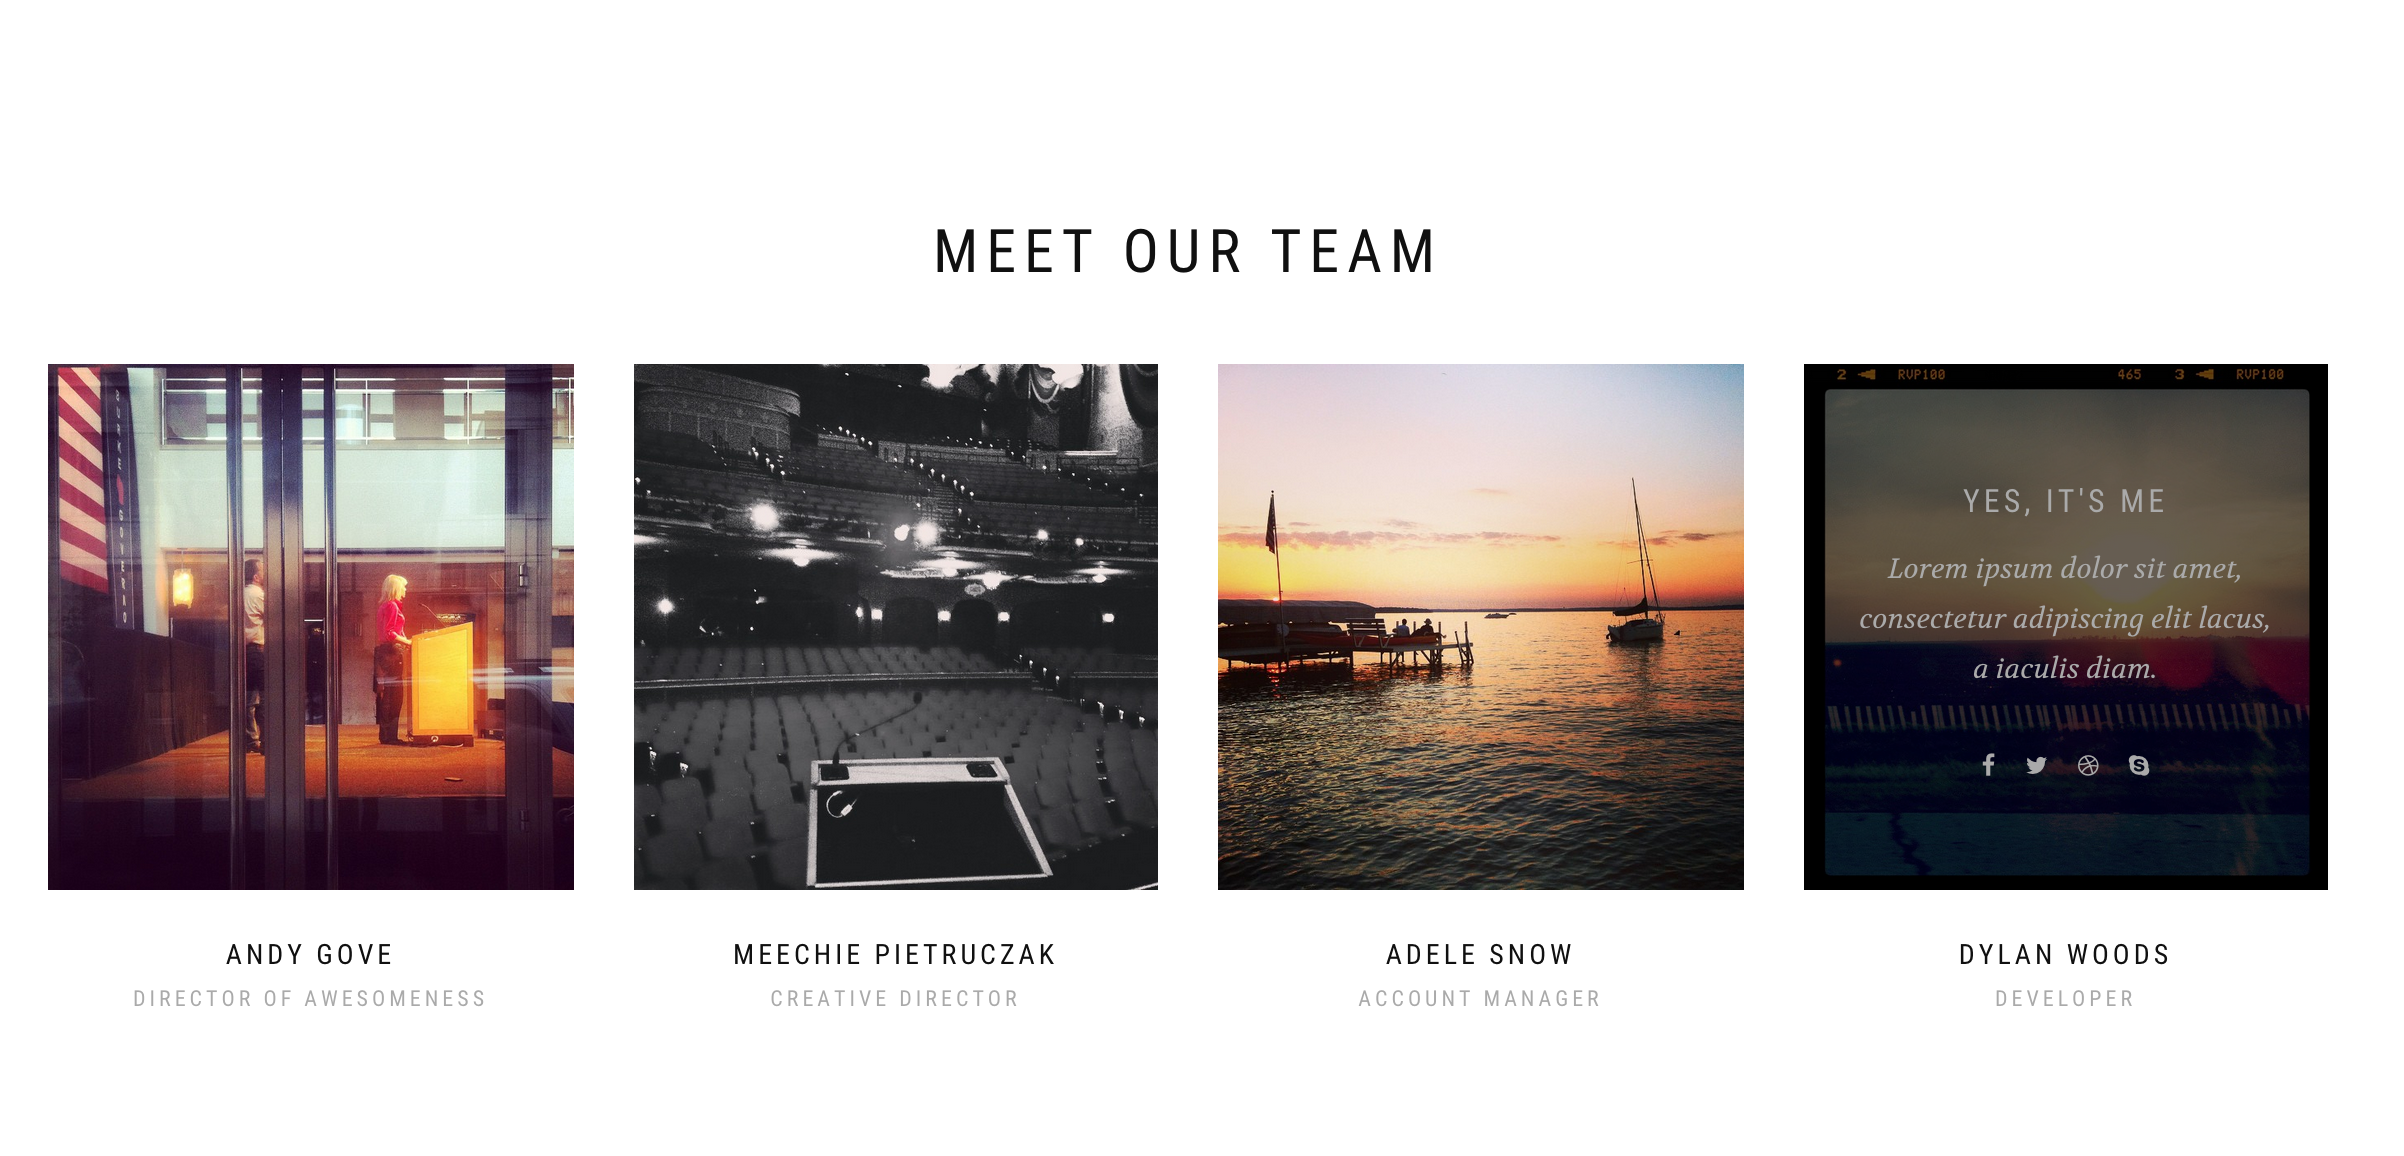 MEET OUR TEAM
BURKE GOVERNO
2 RVP100 465 3 RVP100
YES, IT'S ME
Lorem ipsum dolor sit amet,
consectetur adipiscing elit lacus,
a iaculis diam.
ANDY GOVE
DIRECTOR OF AWESOMENESS
MEECHIE PIETRUCZAK
CREATIVE DIRECTOR
ADELE SNOW
ACCOUNT MANAGER
DYLAN WOODS
DEVELOPER